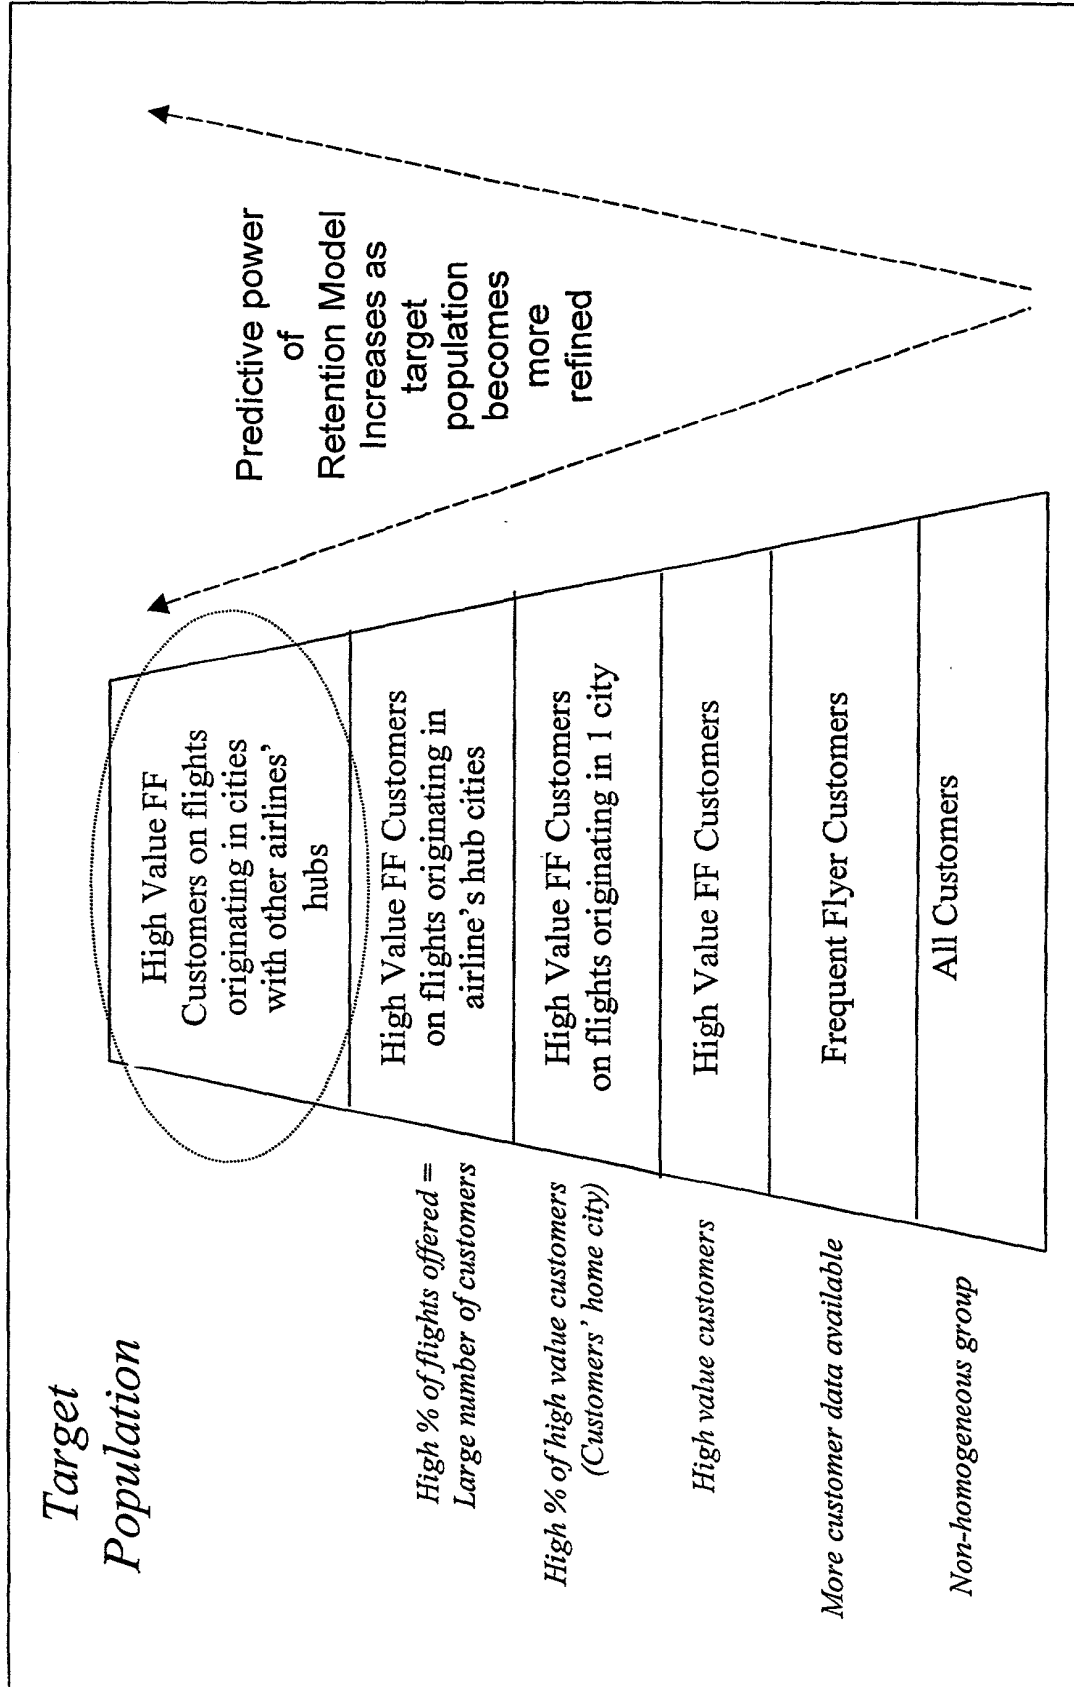 Target
Population
High Value FF
Customers on flights
originating in cities
with other airlines’
hubs
High % of flights offered =
Large number of customers
High Value FF Customers
on flights originating in
airline’s hub cities
High % of high value customers
(Customers’ home city)
High Value FF Customers
on flights originating in 1 city
High value customers
High Value FF Customers
More customer data available
Frequent Flyer Customers
Non-homogeneous group
All Customers
Predictive power
of
Retention Model
Increases as
target
population
becomes
more
refined